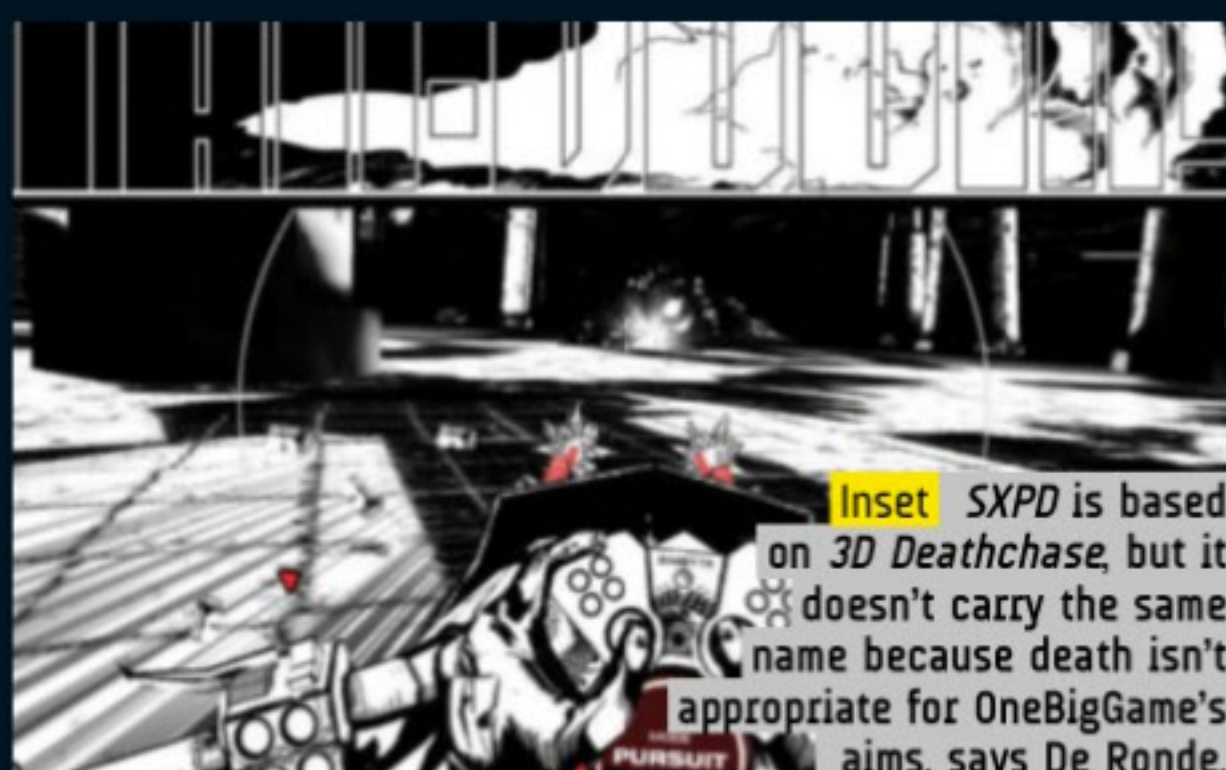 Inset SXPD is based
on 3D Deathchase, but it
doesn't carry the same
name because death isn't
appropriate for OneBigGame's
aims, says De Ronde.
PURSUIT